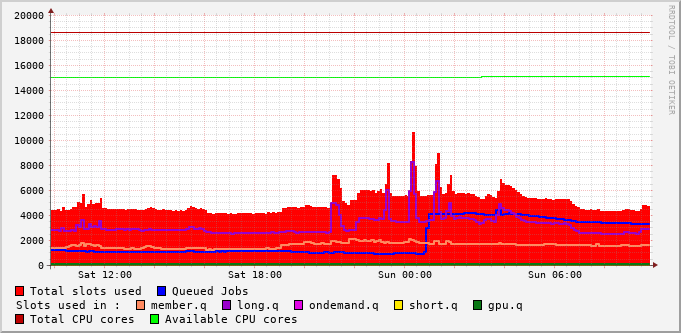 20000
18000
16000
14000
12000
10000
8000
6000
4000
2000
0
Sat 12:00 Sat 18:00 Sun 00:00 Sun 06:00
RRDTOOL / TOBI OETIKER
Total slots used Queued Jobs
Slots used in : member.q long.q ondemand.q short.q gpu.q
Total CPU cores Available CPU cores